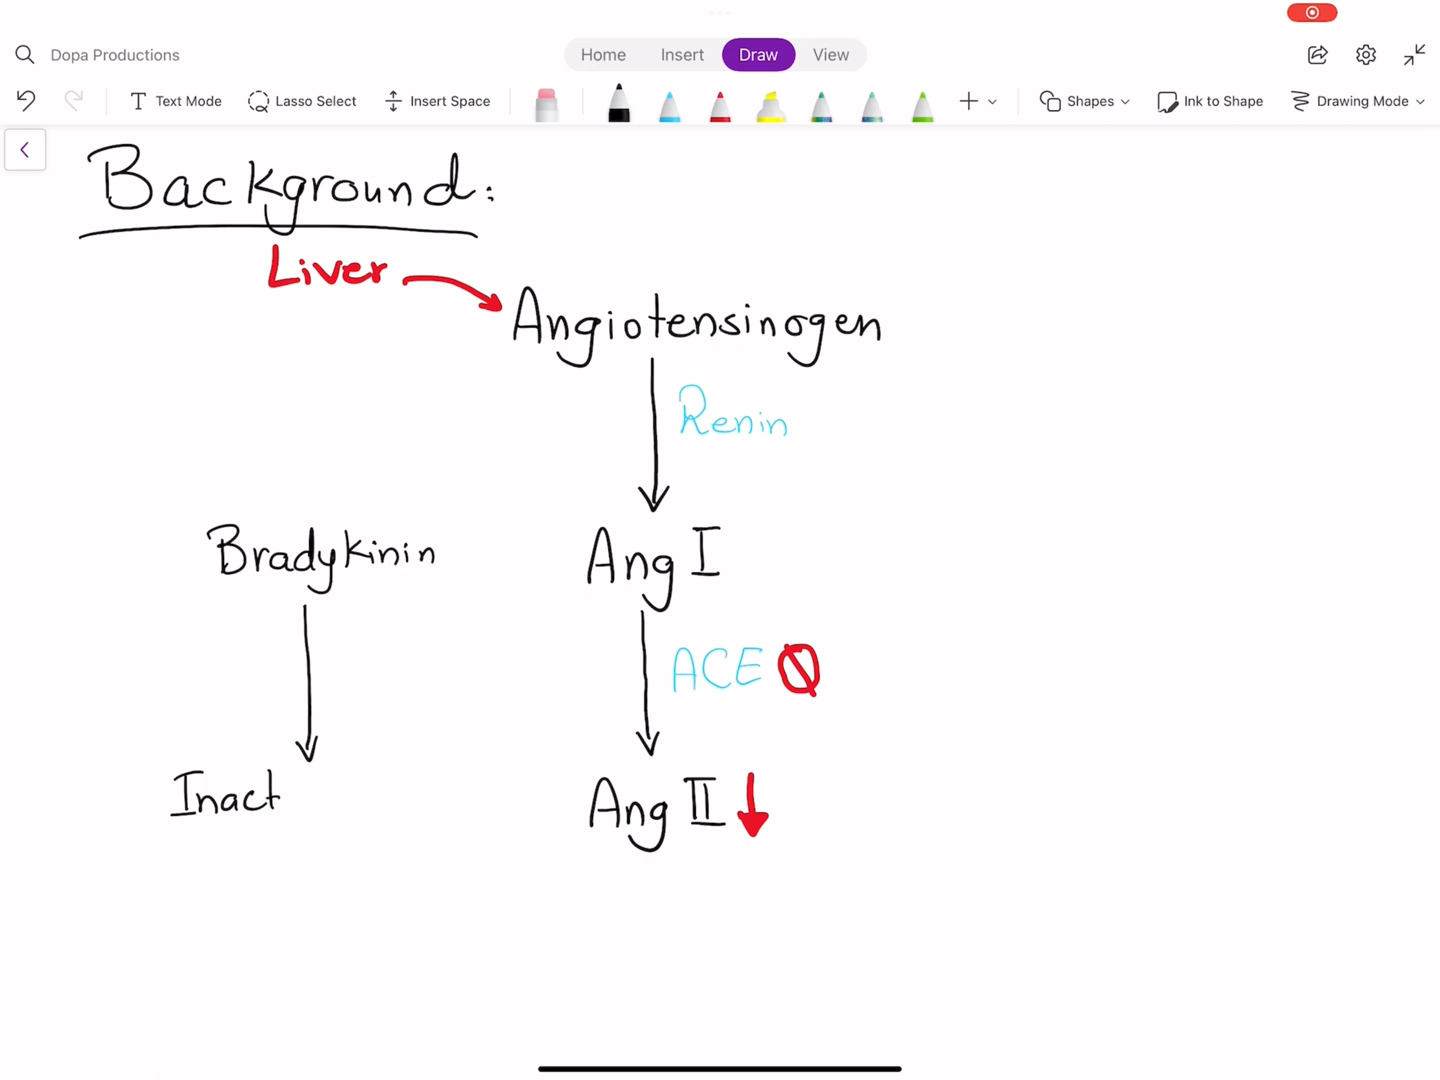 Dopa Productions
Home Insert Draw View
Text Mode Lasso Select Insert Space Shapes Ink to Shape Drawing Mode
Background:
Liver
Angiotensinogen
Renin
Bradykinin Ang I
ACE
Inact Ang II